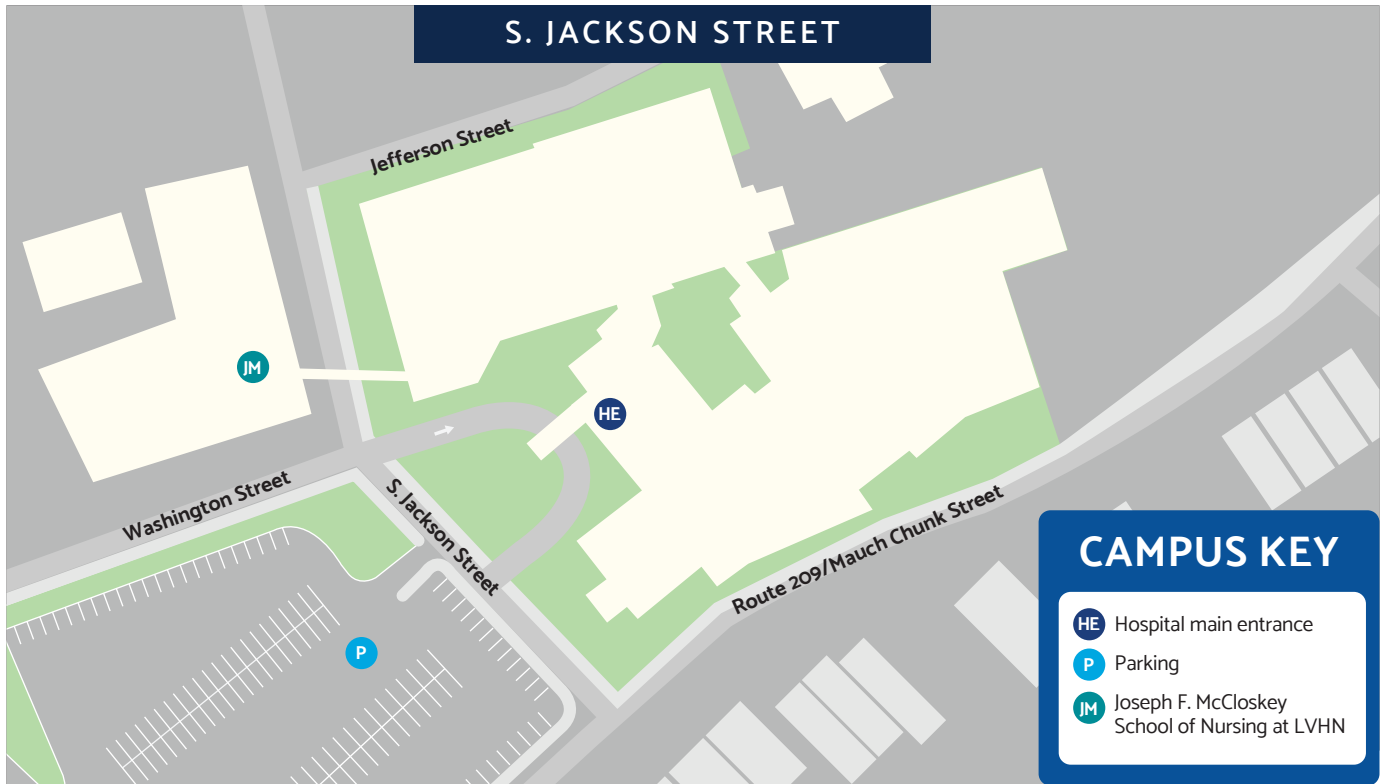 S. JACKSON STREET
Jefferson Street
JM
HE
Washington Street
S. Jackson Street
Route 209/Mauch Chunk Street
P
CAMPUS KEY
HE Hospital main entrance
P Parking
JM Joseph F. McCloskey
School of Nursing at LVHN